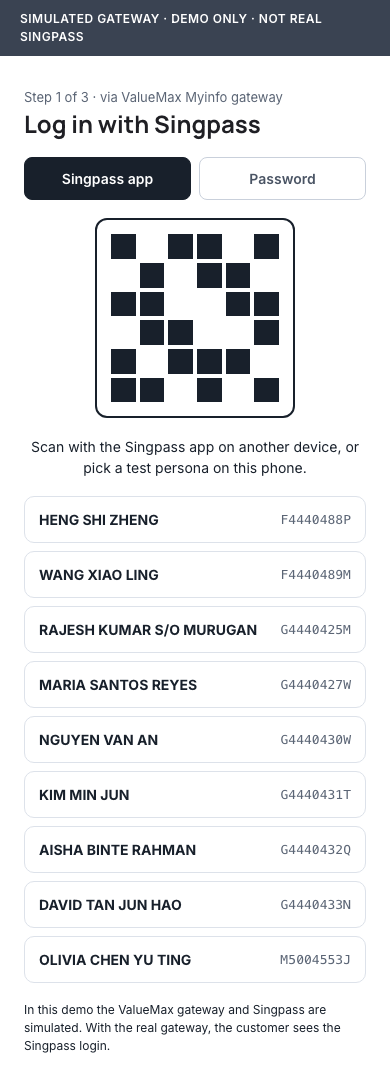 SIMULATED GATEWAY · DEMO ONLY · NOT REAL
SINGPASS
Step 1 of 3 · via ValueMax Myinfo gateway
Log in with Singpass
Singpass app
Password
Scan with the Singpass app on another device, or
pick a test persona on this phone.
HENG SHI ZHENG F4440488P
WANG XIAO LING F4440489M
RAJESH KUMAR S/O MURUGAN G4440425M
MARIA SANTOS REYES G4440427W
NGUYEN VAN AN G4440430W
KIM MIN JUN G4440431T
AISHA BINTE RAHMAN G4440432Q
DAVID TAN JUN HAO G4440433N
OLIVIA CHEN YU TING M5004553J
In this demo the ValueMax gateway and Singpass are
simulated. With the real gateway, the customer sees the
Singpass login.